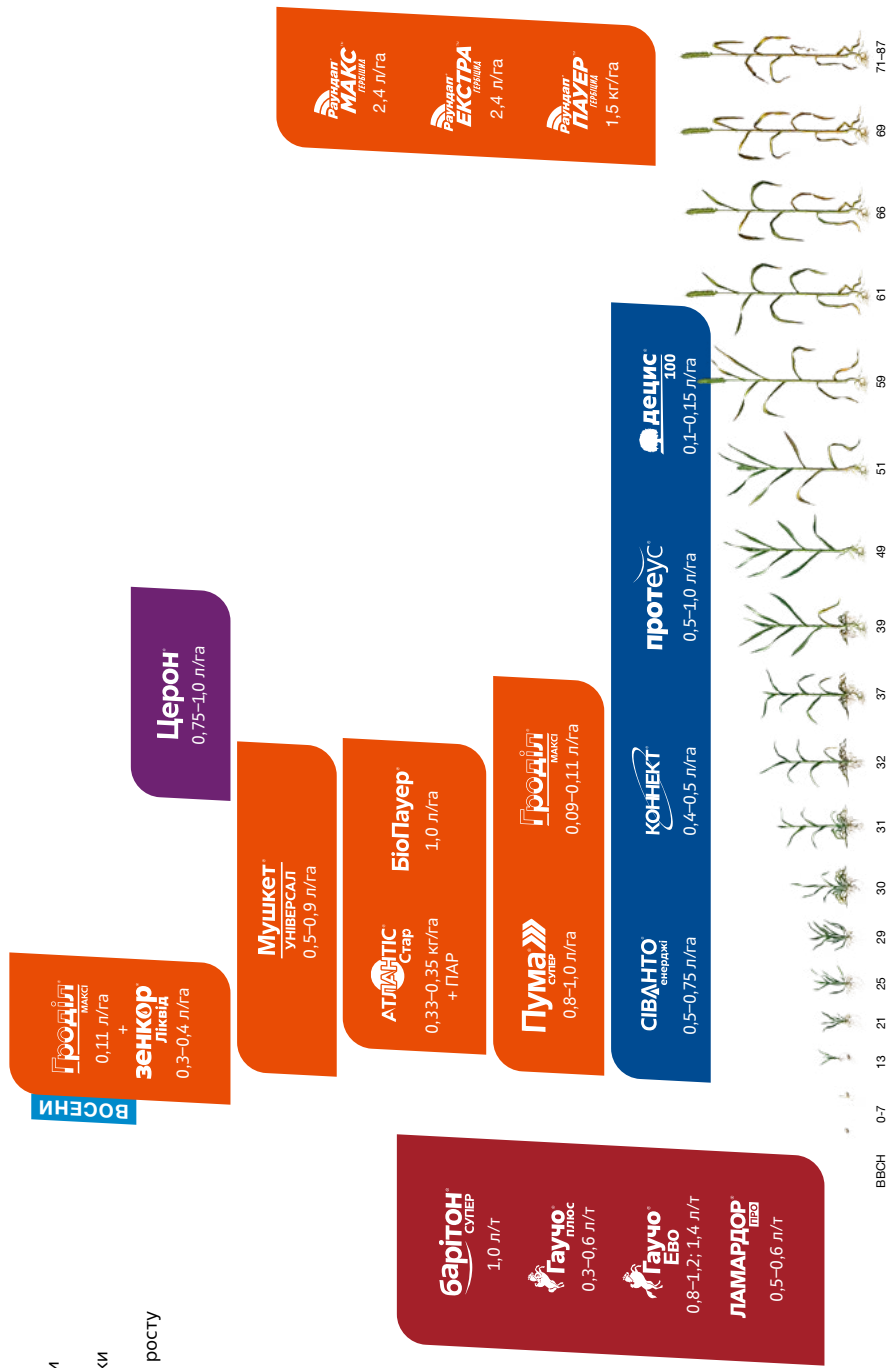 и
ки
росту
ВОСЕНИ
Гроділ®
МАКСІ
0,11 л/га
+
зенкор®
Ліквід
0,3–0,4 л/га
Церон®
0,75–1,0 л/га
Мушкет®
УНІВЕРСАЛ
0,5–0,9 л/га
АТЛАНТІС®
Стар
0,33–0,35 кг/га
+ ПАР
БіоПауер®
1,0 л/га
Пума®
СУПЕР
0,8–1,0 л/га
Гроділ®
МАКСІ
0,09–0,11 л/га
СІВАНТО®
енерджі
0,5–0,75 л/га
КОННЕКТ®
0,4–0,5 л/га
протеус®
0,5–1,0 л/га
децис®
100
0,1–0,15 л/га
Раундап®
МАКС™
ГЕРБІЦИД
2,4 л/га
Раундап®
ЕКСТРА™
ГЕРБІЦИД
2,4 л/га
Раундап®
ПАУЕР™
ГЕРБІЦИД
1,5 кг/га
барітон®
СУПЕР
1,0 л/т
Гаучо®
плюс
0,3–0,6 л/т
Гаучо®
ЕВО
0,8–1,2; 1,4 л/т
ЛАМАРДОР®
ПРО
0,5–0,6 л/т
BBCH 0-7 13 21 25 29 30 31 32 37 39 49 51 59 61 66 69 71–87